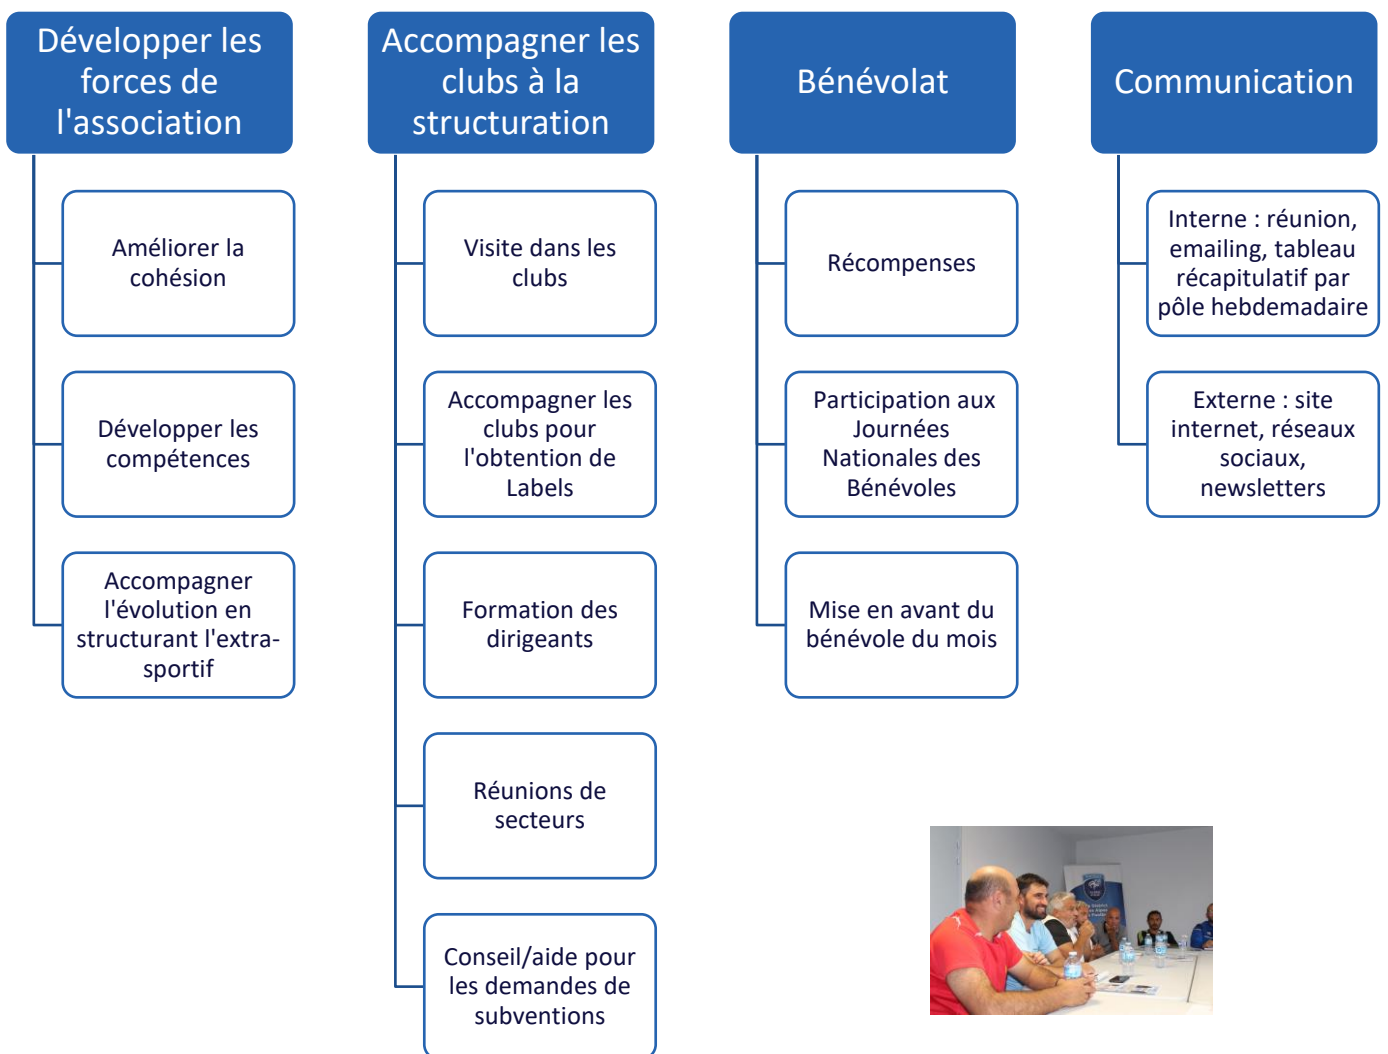 Développer les
forces de
l'association
Améliorer la
cohésion
Développer les
compétences
Accompagner
l'évolution en
structurant l'extra-
sportif
Accompagner les
clubs à la
structuration
Visite dans les
clubs
Accompagner les
clubs pour
l'obtention de
Labels
Formation des
dirigeants
Réunions de
secteurs
Conseil/aide pour
les demandes de
subventions
Bénévolat
Récompenses
Participation aux
Journées
Nationales des
Bénévoles
Mise en avant du
bénévole du mois
Communication
Interne : réunion,
emailing, tableau
récapitulatif par
pôle hebdemadaire
Externe : site
internet, réseaux
sociaux,
newsletters